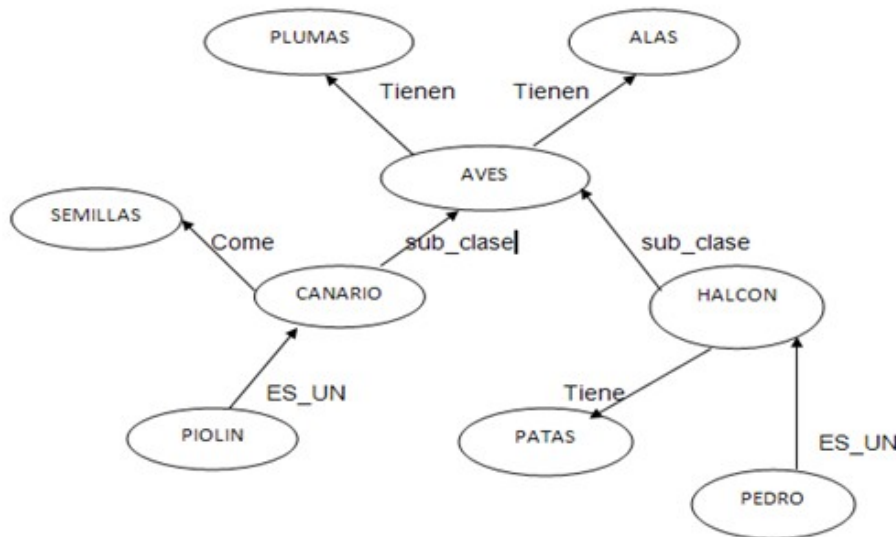 PLUMAS
ALAS
Tienen
Tienen
AVES
SEMILLAS
Come
sub_clase
sub_clase
CANARIO
HALCON
ES_UN
Tiene
PIOLIN
PATAS
ES_UN
PEDRO